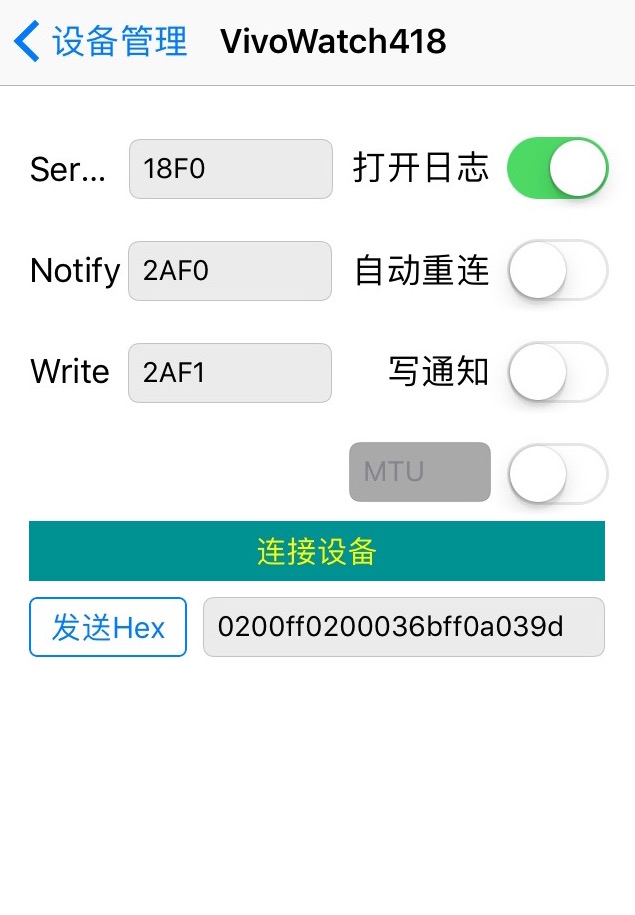 设备管理 VivoWatch418
Ser... 18F0 打开日志
Notify 2AF0 自动重连
Write 2AF1 写通知
MTU
连接设备
发送Hex 0200ff0200036bff0a039d